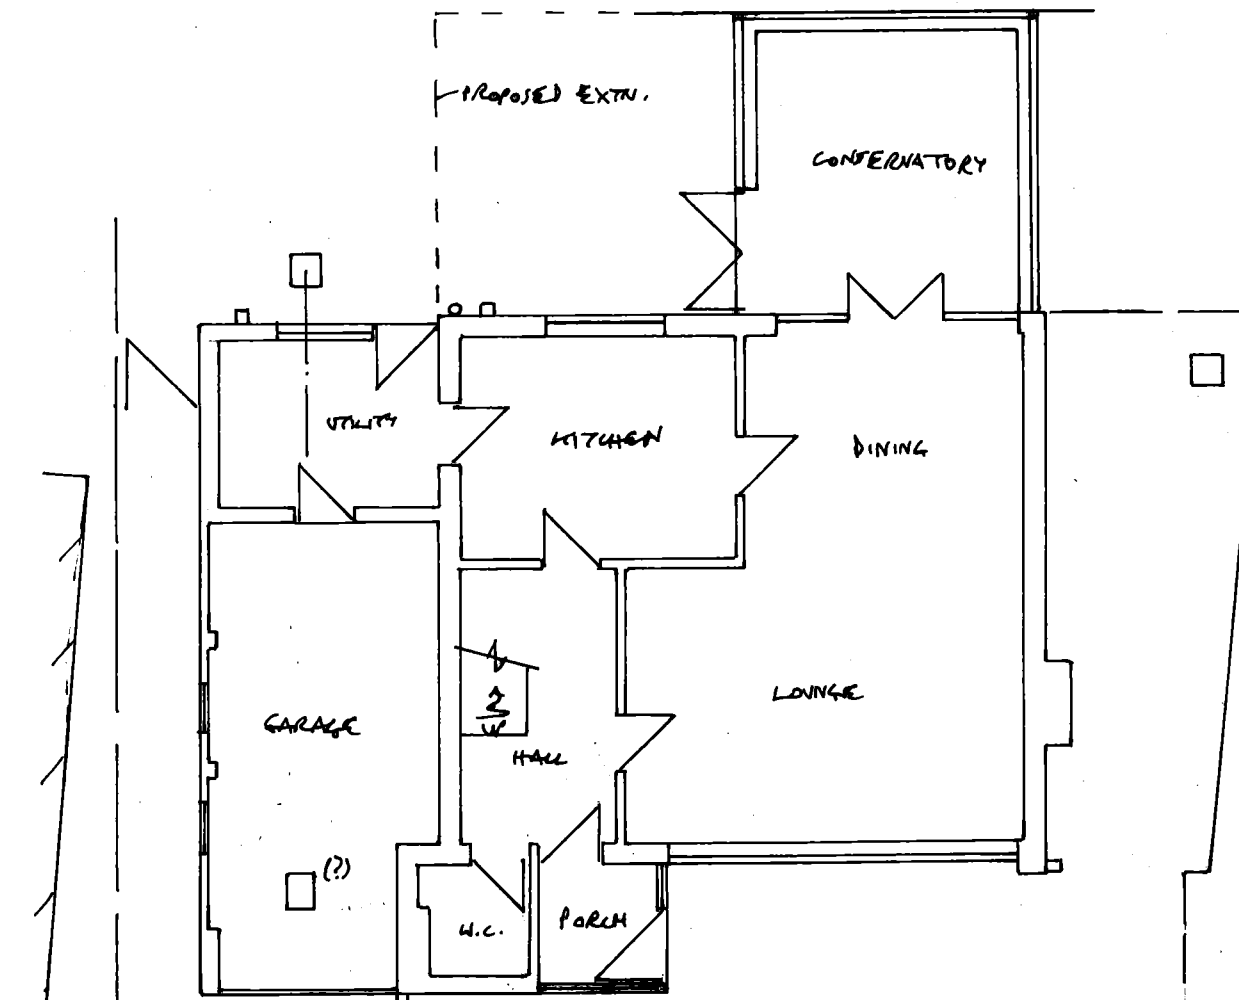 PROPOSED EXTN.
CONSERVATORY
UTILITY
KITCHEN
DINING
LOUNGE
GARAGE
HALL
(?)
W.C.
PORCH